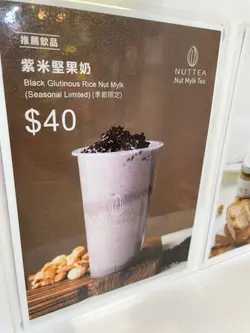 推薦飲品
紫米堅果奶
Black Glutinous Rice Nut Mylk
(Seasonal Limited) (季節限定)
$40
NUTTEA
Nut Mylk Tea
NUTTEA